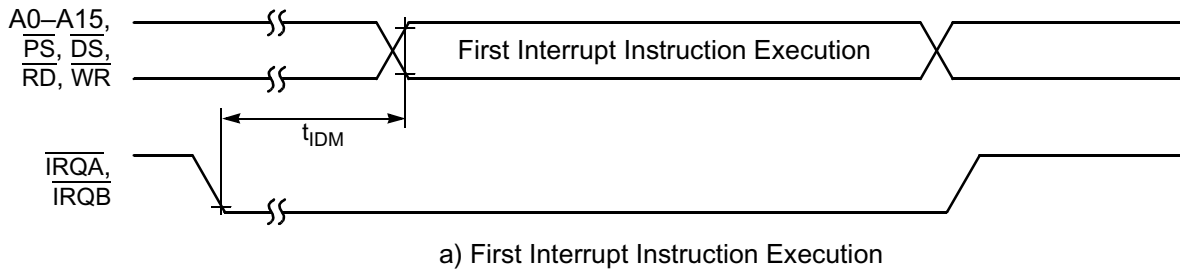 A0–A15,
PS, DS,
RD, WR
First Interrupt Instruction Execution
tIDM
IRQA,
IRQB
a) First Interrupt Instruction Execution